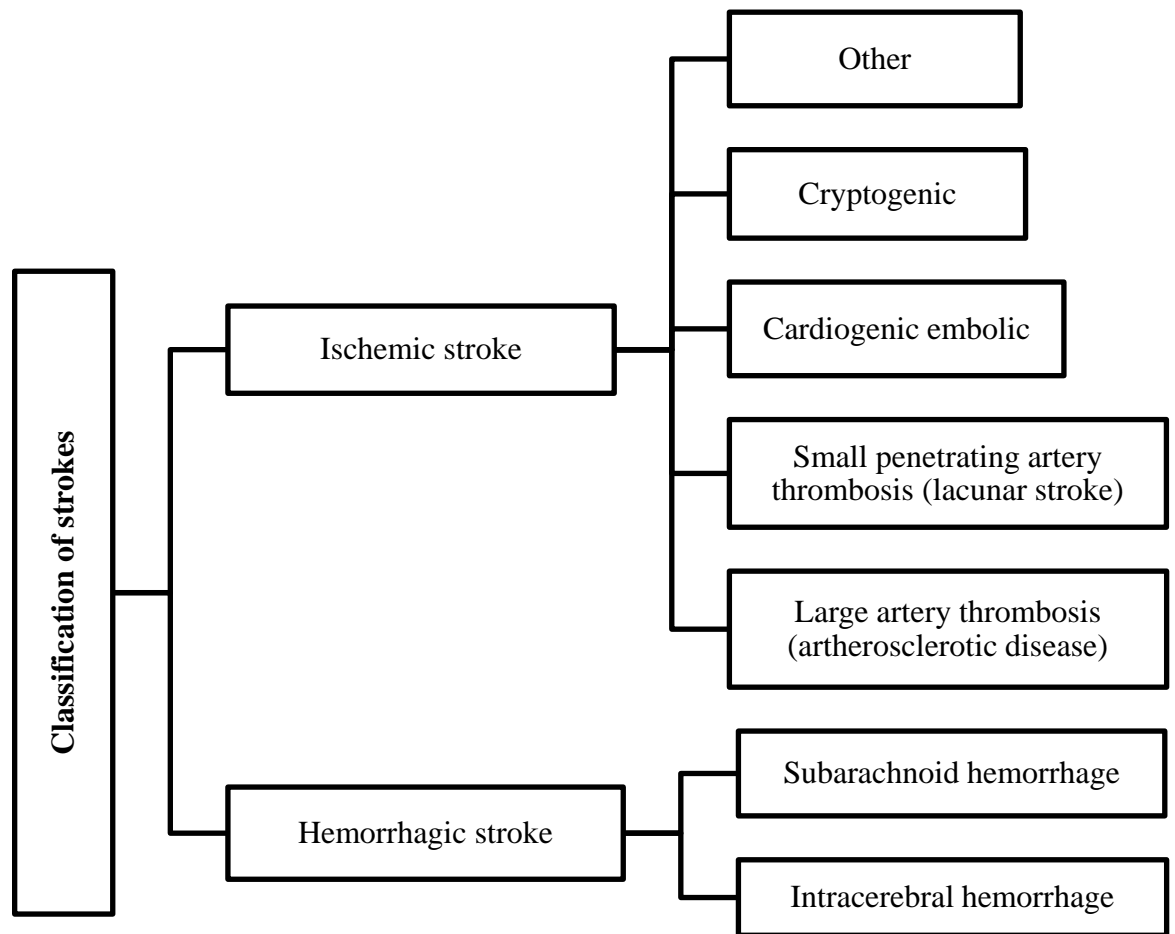 Classification of strokes
Ischemic stroke
Other
Cryptogenic
Cardiogenic embolic
Small penetrating artery
thrombosis (lacunar stroke)
Large artery thrombosis
(artherosclerotic disease)
Hemorrhagic stroke
Subarachnoid hemorrhage
Intracerebral hemorrhage